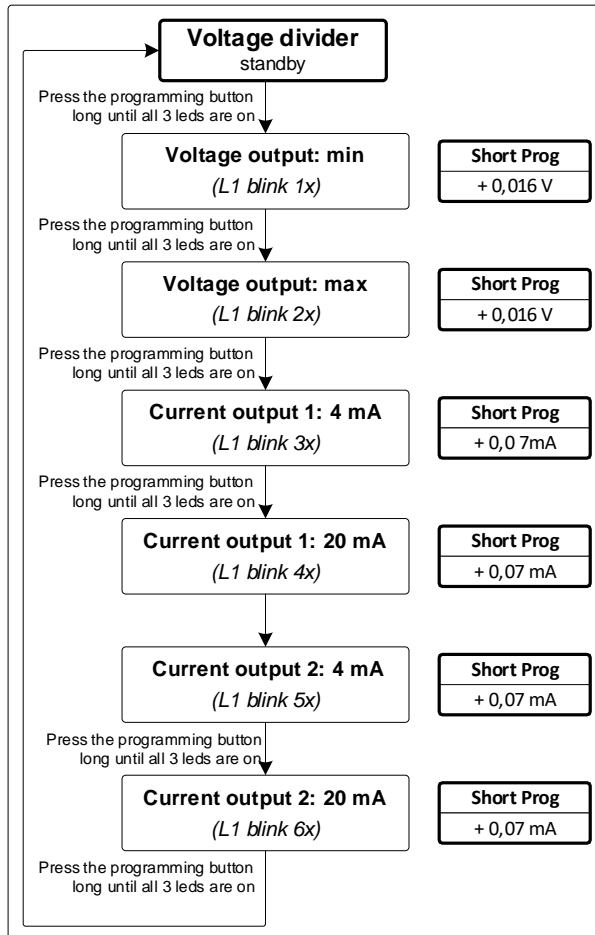 Voltage divider
standby
Press the programming button
long until all 3 leds are on
Voltage output: min
(L1 blink 1x)
Short Prog
+ 0,016 V
Press the programming button
long until all 3 leds are on
Voltage output: max
(L1 blink 2x)
Short Prog
+ 0,016 V
Press the programming button
long until all 3 leds are on
Current output 1: 4 mA
(L1 blink 3x)
Short Prog
+ 0,0 7mA
Press the programming button
long until all 3 leds are on
Current output 1: 20 mA
(L1 blink 4x)
Short Prog
+ 0,07 mA
Current output 2: 4 mA
(L1 blink 5x)
Short Prog
+ 0,07 mA
Press the programming button
long until all 3 leds are on
Current output 2: 20 mA
(L1 blink 6x)
Short Prog
+ 0,07 mA
Press the programming button
long until all 3 leds are on